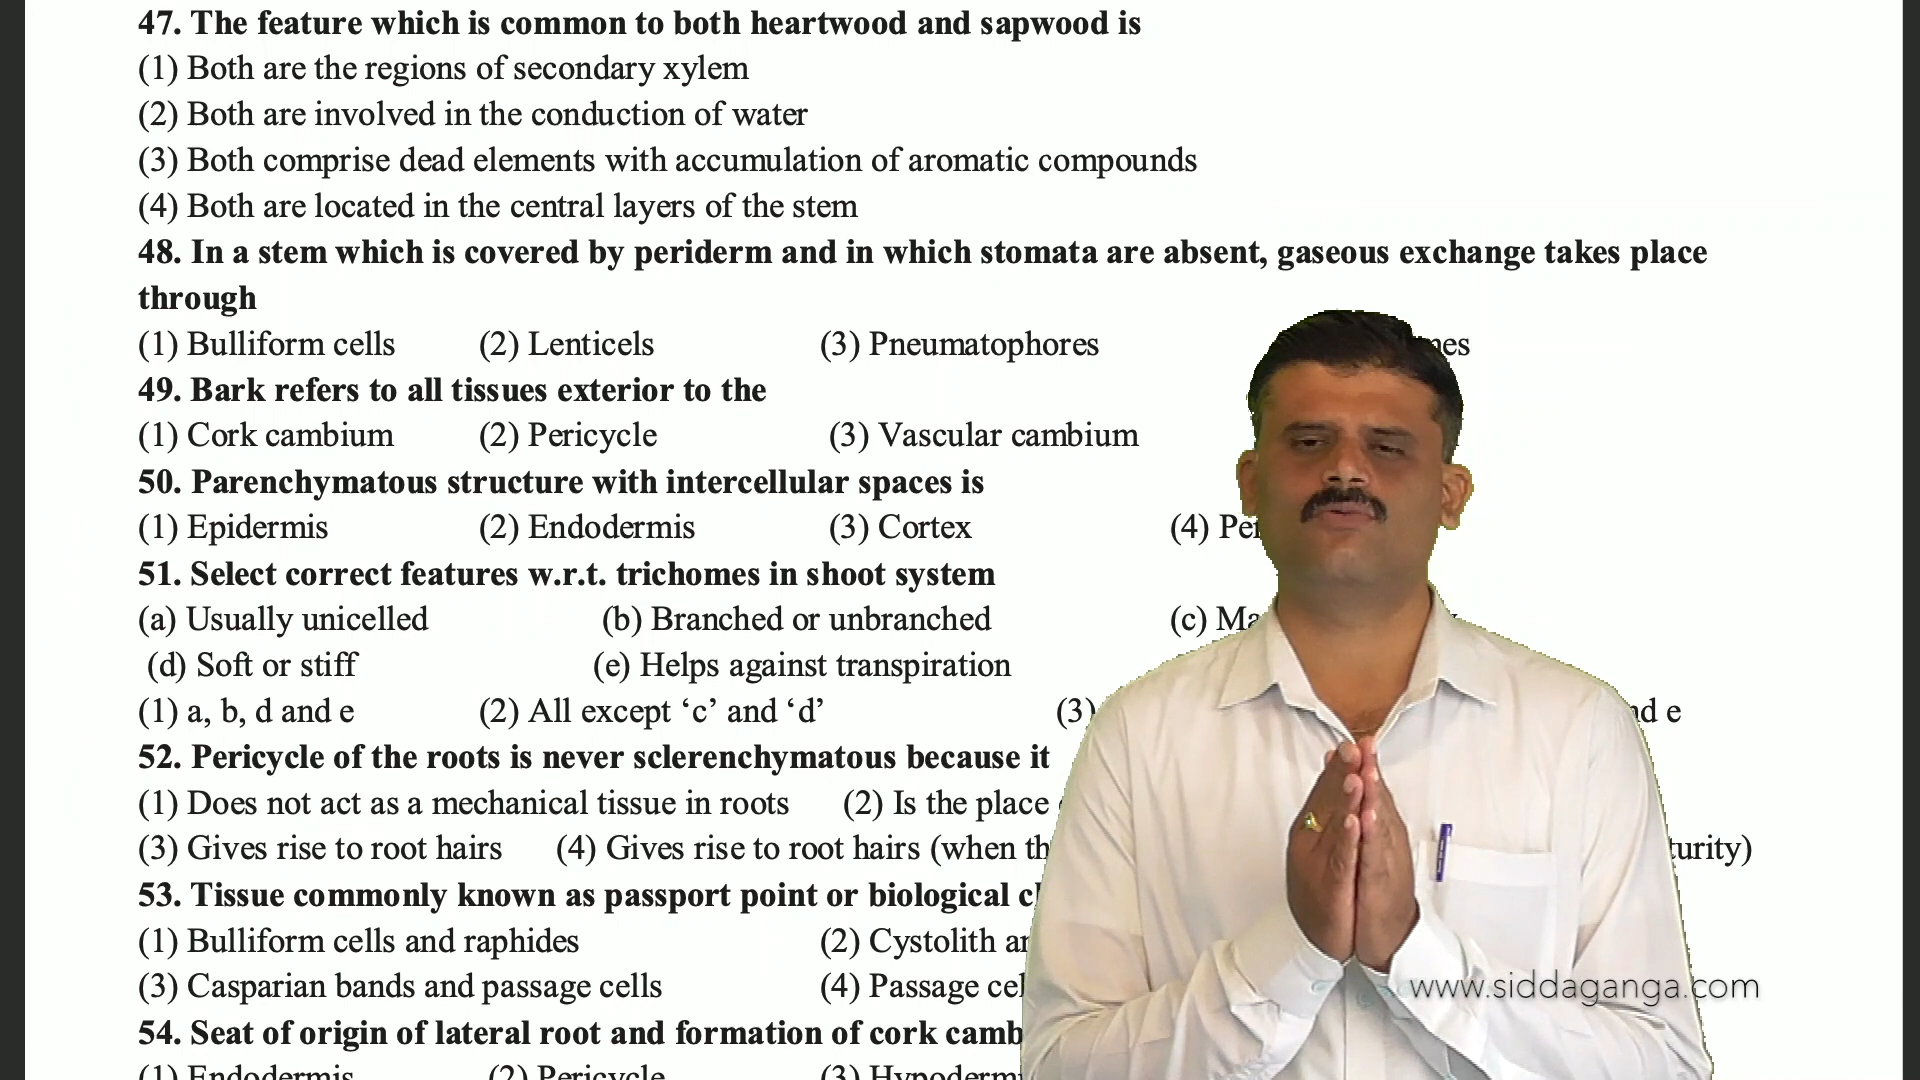 47. The feature which is common to both heartwood and sapwood is
(1) Both are the regions of secondary xylem
(2) Both are involved in the conduction of water
(3) Both comprise dead elements with accumulation of aromatic compounds
(4) Both are located in the central layers of the stem
48. In a stem which is covered by periderm and in which stomata are absent, gaseous exchange takes place
through
(1) Bulliform cells (2) Lenticels (3) Pneumatophores
49. Bark refers to all tissues exterior to the
(1) Cork cambium (2) Pericycle (3) Vascular cambium
50. Parenchymatous structure with intercellular spaces is
(1) Epidermis (2) Endodermis (3) Cortex (4)
51. Select correct features w.r.t. trichomes in shoot system
(a) Usually unicelled (b) Branched or unbranched (c)
(d) Soft or stiff (e) Helps against transpiration
(1) a, b, d and e (2) All except ‘c’ and ‘d’ (3) e
52. Pericycle of the roots is never sclerenchymatous because it
(1) Does not act as a mechanical tissue in roots (2) Is the place
(3) Gives rise to root hairs (4) Gives rise to root hairs (when
53. Tissue commonly known as passport point or biological
(1) Bulliform cells and raphides (2) Cystolith
(3) Casparian bands and passage cells (4) Passage
www.siddaganga.com
54. Seat of origin of lateral root and formation of cork
(1) Endodermis (2) Pericycle (3)